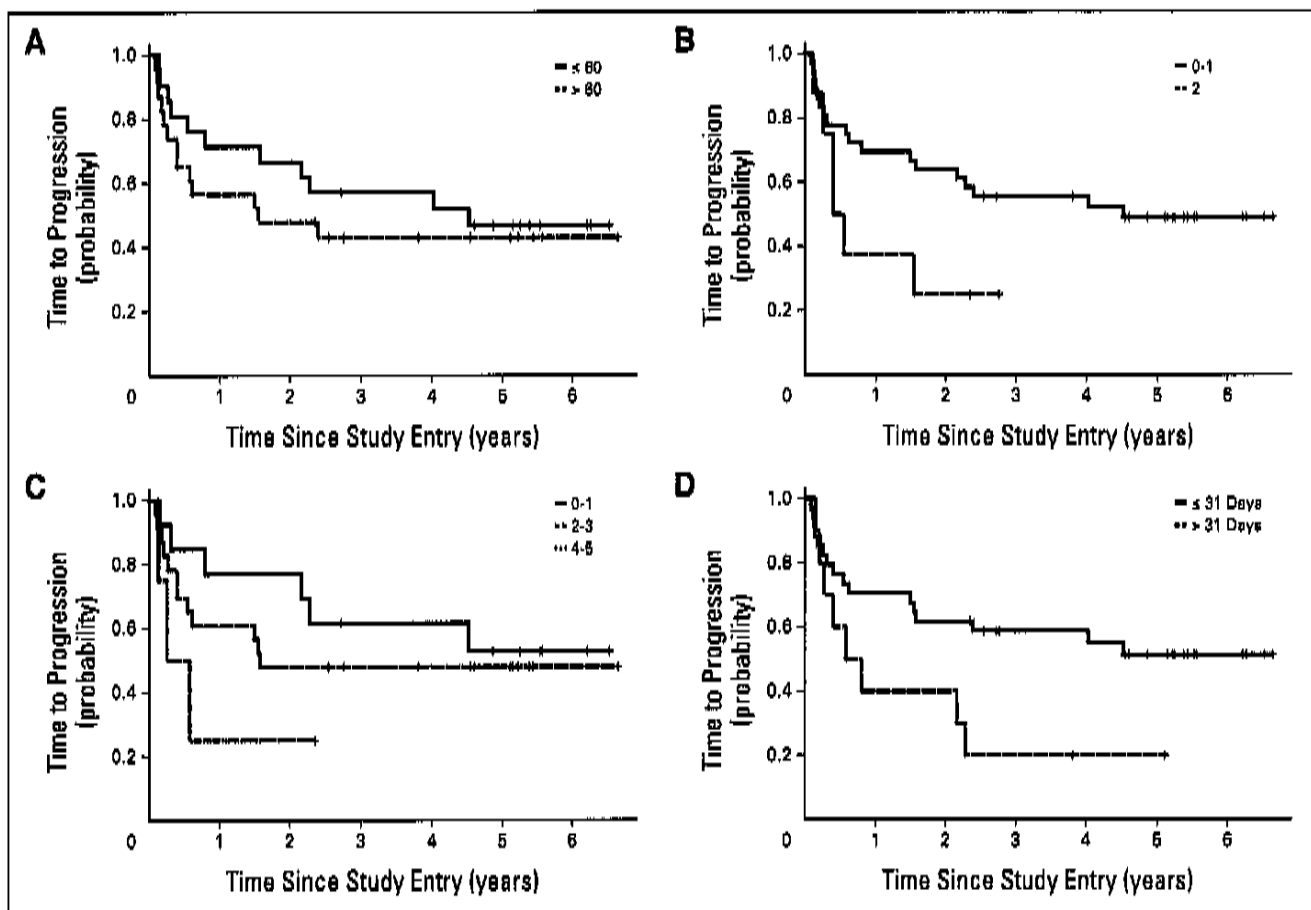 A
≤ 60
> 60
Time to Progression
(probability)
1.0
0.8
0.6
0.4
0.2
0
1 2 3 4 5 6
Time Since Study Entry (years)
B
0-1
2
Time to Progression
(probability)
1.0
0.8
0.6
0.4
0.2
0
1 2 3 4 5 6
Time Since Study Entry (years)
C
0-1
2-3
4-5
Time to Progression
(probability)
1.0
0.8
0.6
0.4
0.2
0
1 2 3 4 5 6
Time Since Study Entry (years)
D
≤ 31 Days
> 31 Days
Time to Progression
(probability)
1.0
0.8
0.6
0.4
0.2
0
1 2 3 4 5 6
Time Since Study Entry (years)